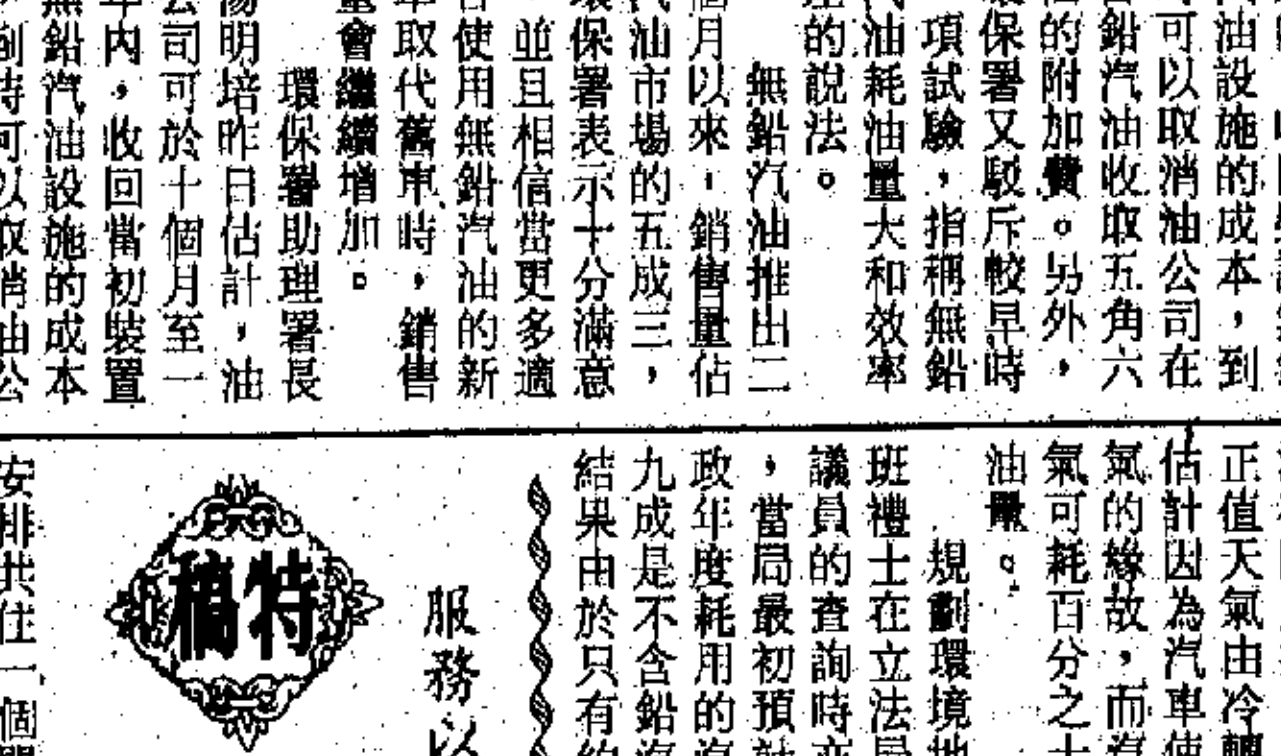 油設施的成本，到
可以取消油公司在
鉛汽油收取五角六
的附加費。另外，
保署又駁斥較早時
項試驗，指稱無鉛
油耗油量大和效率
的說法。
無鉛汽油推出二
個月以來，銷售量佔
汽油市場的五成三，
環保署表示十分滿意
，並且相信當更多適
使用無鉛汽油的新
取代舊車時，銷售
量會繼續增加。
環保署助理署長
湯明培昨日估計，油
公司可於十個月至一
年內，收回當初裝置
無鉛汽油設施的成本
，到時可以取消油公
正值天氣由冷轉
估計因為汽車使
氣的緣故，而汽
氣可耗百分之十
油量。
規劃環境地
班禮士在立法局
議員的查詢時亦
，當局最初預計
政年度耗用的汽
九成是不含鉛汽
結果由於只有約
服務以
特稿
安排共住一個單